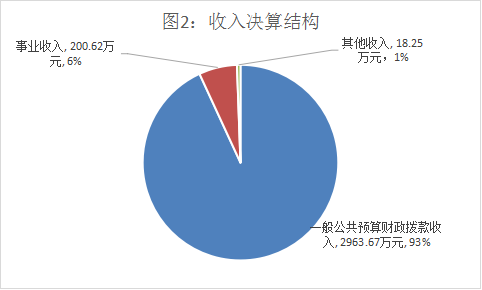 图2：收入决算结构
事业收入, 200.62万
元, 6%
其他收入, 18.25
万元，1%
一般公共预算财政拨款收
入, 2963.67万元, 93%